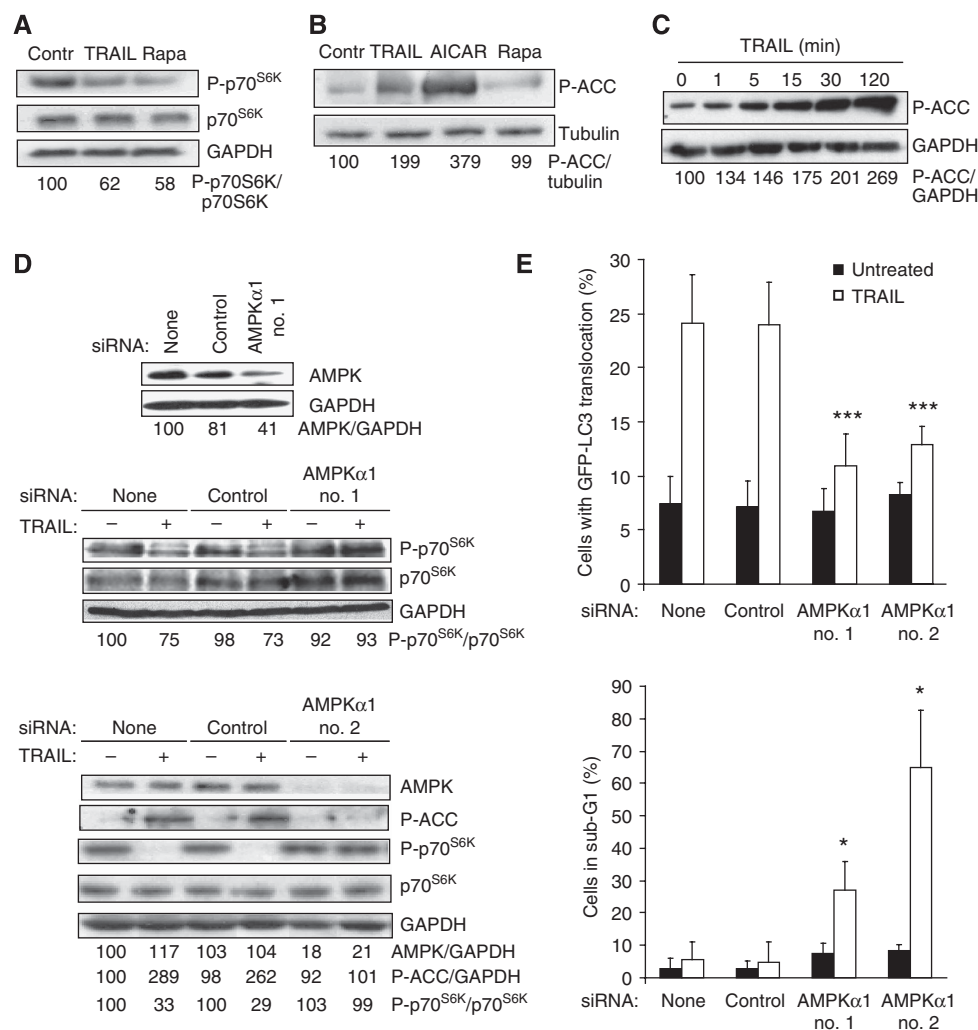 A
Contr TRAIL Rapa
P-p70S6K
p70S6K
GAPDH
100 62 58 P-p70S6K/
p70S6K
B
Contr TRAIL AICAR Rapa
P-ACC
Tubulin
100 199 379 99 P-ACC/
tubulin
C
TRAIL (min)
0 1 5 15 30 120
P-ACC
GAPDH
100 134 146 175 201 269 P-ACC/
GAPDH
D
siRNA: None Control AMPKα1 no. 1
AMPK
GAPDH
100 81 41 AMPK/GAPDH
AMPKα1
siRNA: None Control no. 1
TRAIL: – + – + – +
P-p70S6K
p70S6K
GAPDH
100 75 98 73 92 93 P-p70S6K/p70S6K
AMPKα1
siRNA: None Control no. 2
TRAIL: – + – + – +
AMPK
P-ACC
P-p70S6K
p70S6K
GAPDH
100 117 103 104 18 21 AMPK/GAPDH
100 289 98 262 92 101 P-ACC/GAPDH
100 33 100 29 103 99 P-p70S6K/p70S6K
E
Cells with GFP-LC3 translocation (%)
30
25
20
15
10
5
0
Untreated
TRAIL
*** ***
siRNA: None Control AMPKα1 AMPKα1
no. 1 no. 2
Cells in sub-G1 (%)
90
80
70
60
50
40
30
20
10
0
* *
siRNA: None Control AMPKα1 AMPKα1
no. 1 no. 2